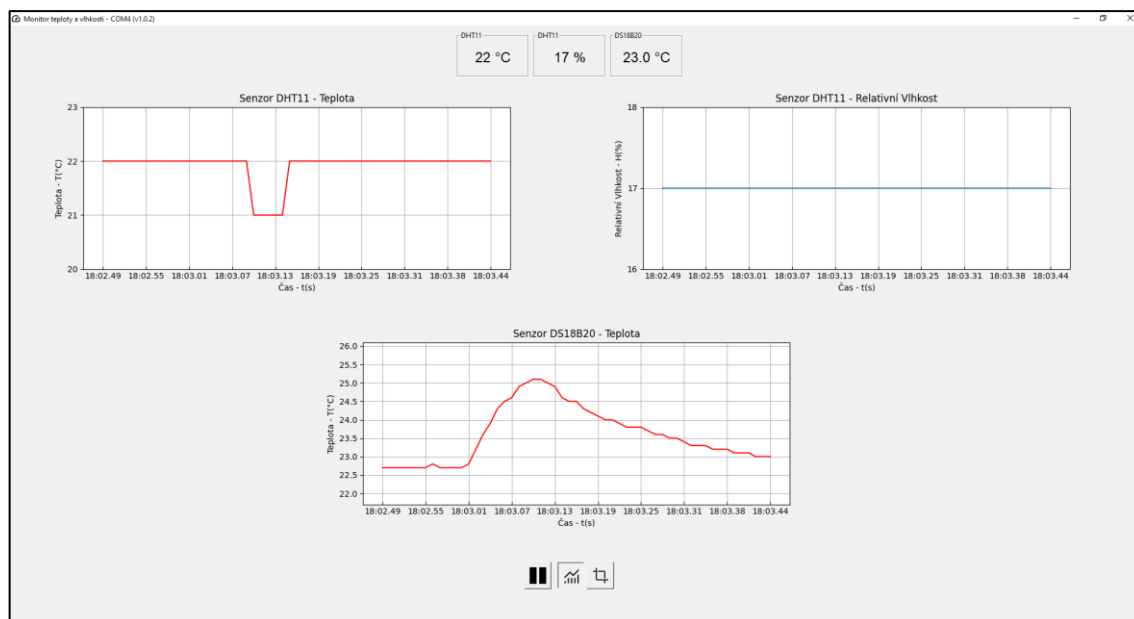 Monitor teploty a vlhkosti - COM4 (v1.0.2)
DHT11
22 °C
DHT11
17 %
DS18B20
23.0 °C
Senzor DHT11 - Teplota
Teplota - T(°C)
23
22
21
20
18:02.49 18:02.55 18:03.01 18:03.07 18:03.13 18:03.19 18:03.25 18:03.31 18:03.38 18:03.44
Čas - t(s)
Senzor DHT11 - Relativní Vlhkost
Relativní Vlhkost - H(%)
18
17
16
18:02.49 18:02.55 18:03.01 18:03.07 18:03.13 18:03.19 18:03.25 18:03.31 18:03.38 18:03.44
Čas - t(s)
Senzor DS18B20 - Teplota
Teplota - T(°C)
26.0
25.5
25.0
24.5
24.0
23.5
23.0
22.5
22.0
18:02.49 18:02.55 18:03.01 18:03.07 18:03.13 18:03.19 18:03.25 18:03.31 18:03.38 18:03.44
Čas - t(s)